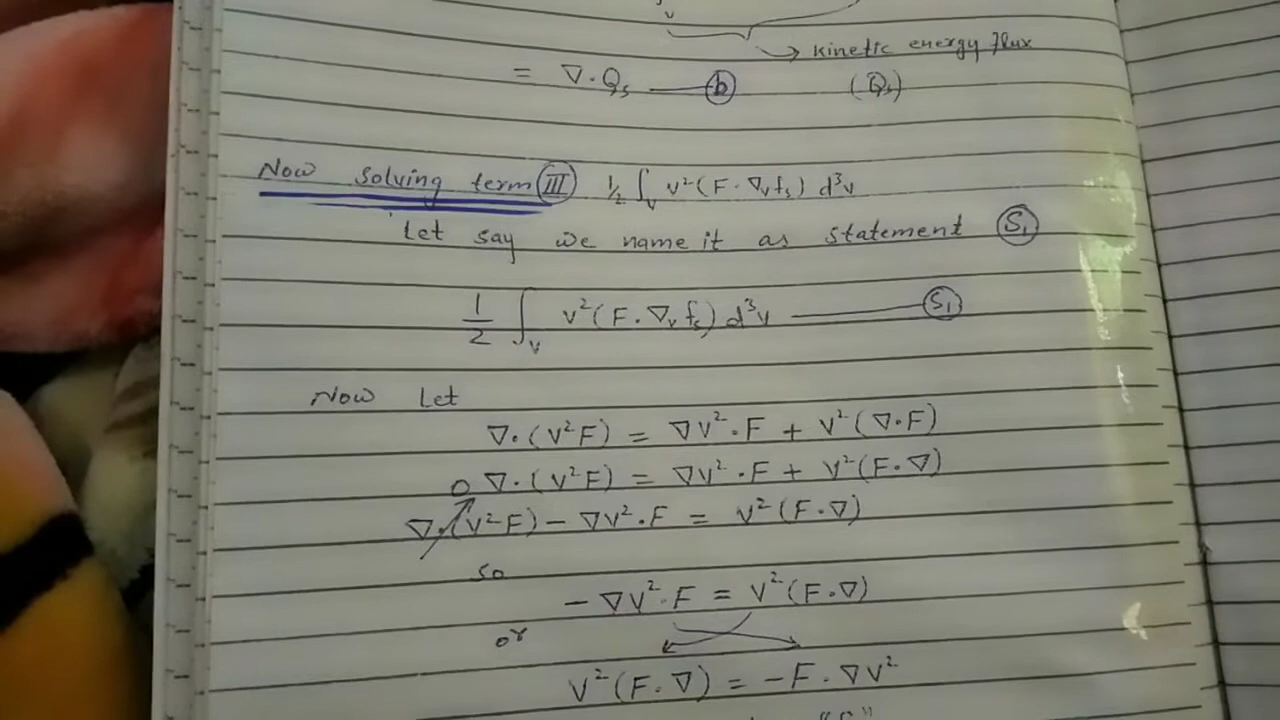 v
→ kinetic energy flux
= ∇·Qₛ —— ⓑ (Qₛ)
Now solving term (III) ½ ∫ᵥ v²(F·∇ᵥfₛ) d³v
Let say we name it as statement (S₁)
1/2 ∫ᵥ v²(F·∇ᵥfₛ) d³v —— (S₁)
Now Let
∇·(v²F) = ∇v²·F + v²(∇·F)
∇·(v²F) = ∇v²·F + v²(F·∇)
0
∇·(v²F) − ∇v²·F = v²(F·∇)
so
−∇v²·F = v²(F·∇)
or
v²(F·∇) = −F·∇v²